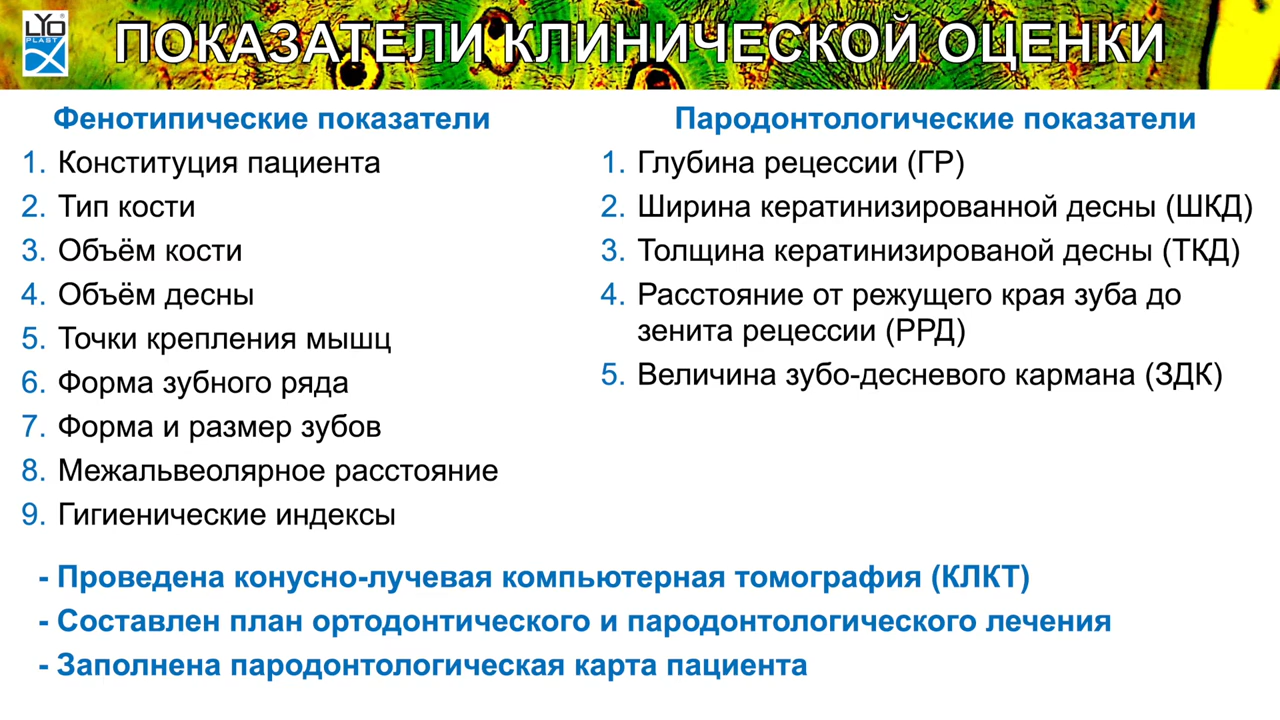 LYO
PLAST
ПОКАЗАТЕЛИ КЛИНИЧЕСКОЙ ОЦЕНКИ
Фенотипические показатели
1. Конституция пациента
2. Тип кости
3. Объём кости
4. Объём десны
5. Точки крепления мышц
6. Форма зубного ряда
7. Форма и размер зубов
8. Межальвеолярное расстояние
9. Гигиенические индексы
Пародонтологические показатели
1. Глубина рецессии (ГР)
2. Ширина кератинизированной десны (ШКД)
3. Толщина кератинизированой десны (ТКД)
4. Расстояние от режущего края зуба до
зенита рецессии (РРД)
5. Величина зубо-десневого кармана (ЗДК)
- Проведена конусно-лучевая компьютерная томография (КЛКТ)
- Составлен план ортодонтического и пародонтологического лечения
- Заполнена пародонтологическая карта пациента